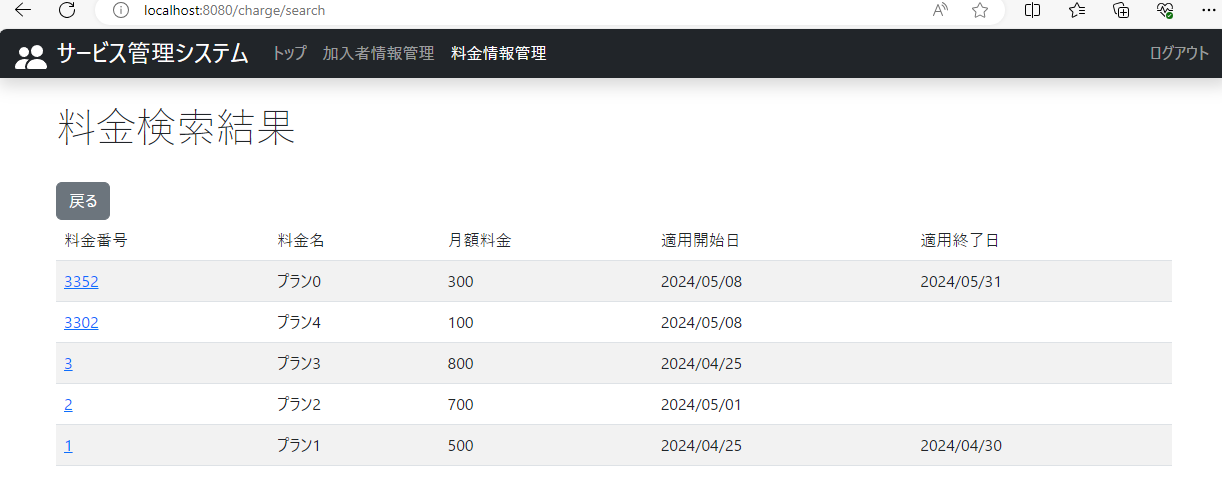 localhost:8080/charge/search
サービス管理システム トップ 加入者情報管理 料金情報管理 ログアウト
料金検索結果
戻る
料金番号 料金名 月額料金 適用開始日 適用終了日
3352 プラン0 300 2024/05/08 2024/05/31
3302 プラン4 100 2024/05/08
3 プラン3 800 2024/04/25
2 プラン2 700 2024/05/01
1 プラン1 500 2024/04/25 2024/04/30